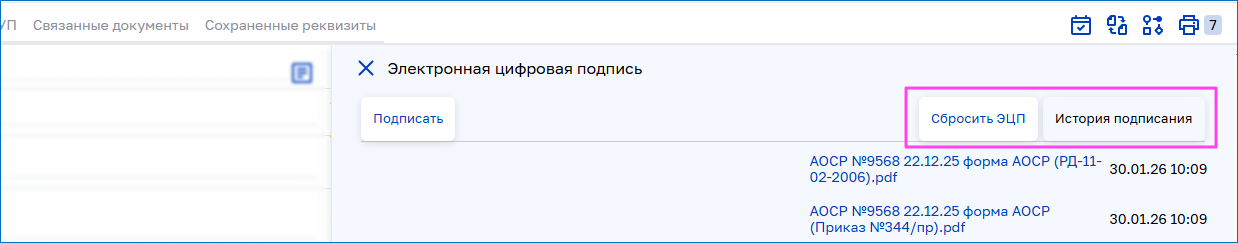 УП Связанные документы Сохраненные реквизиты 7
Электронная цифровая подпись
Подписать Сбросить ЭЦП История подписания
АОСР №9568 22.12.25 форма АОСР (РД-11-
02-2006).pdf 30.01.26 10:09
АОСР №9568 22.12.25 форма АОСР
(Приказ №344/пр).pdf 30.01.26 10:09